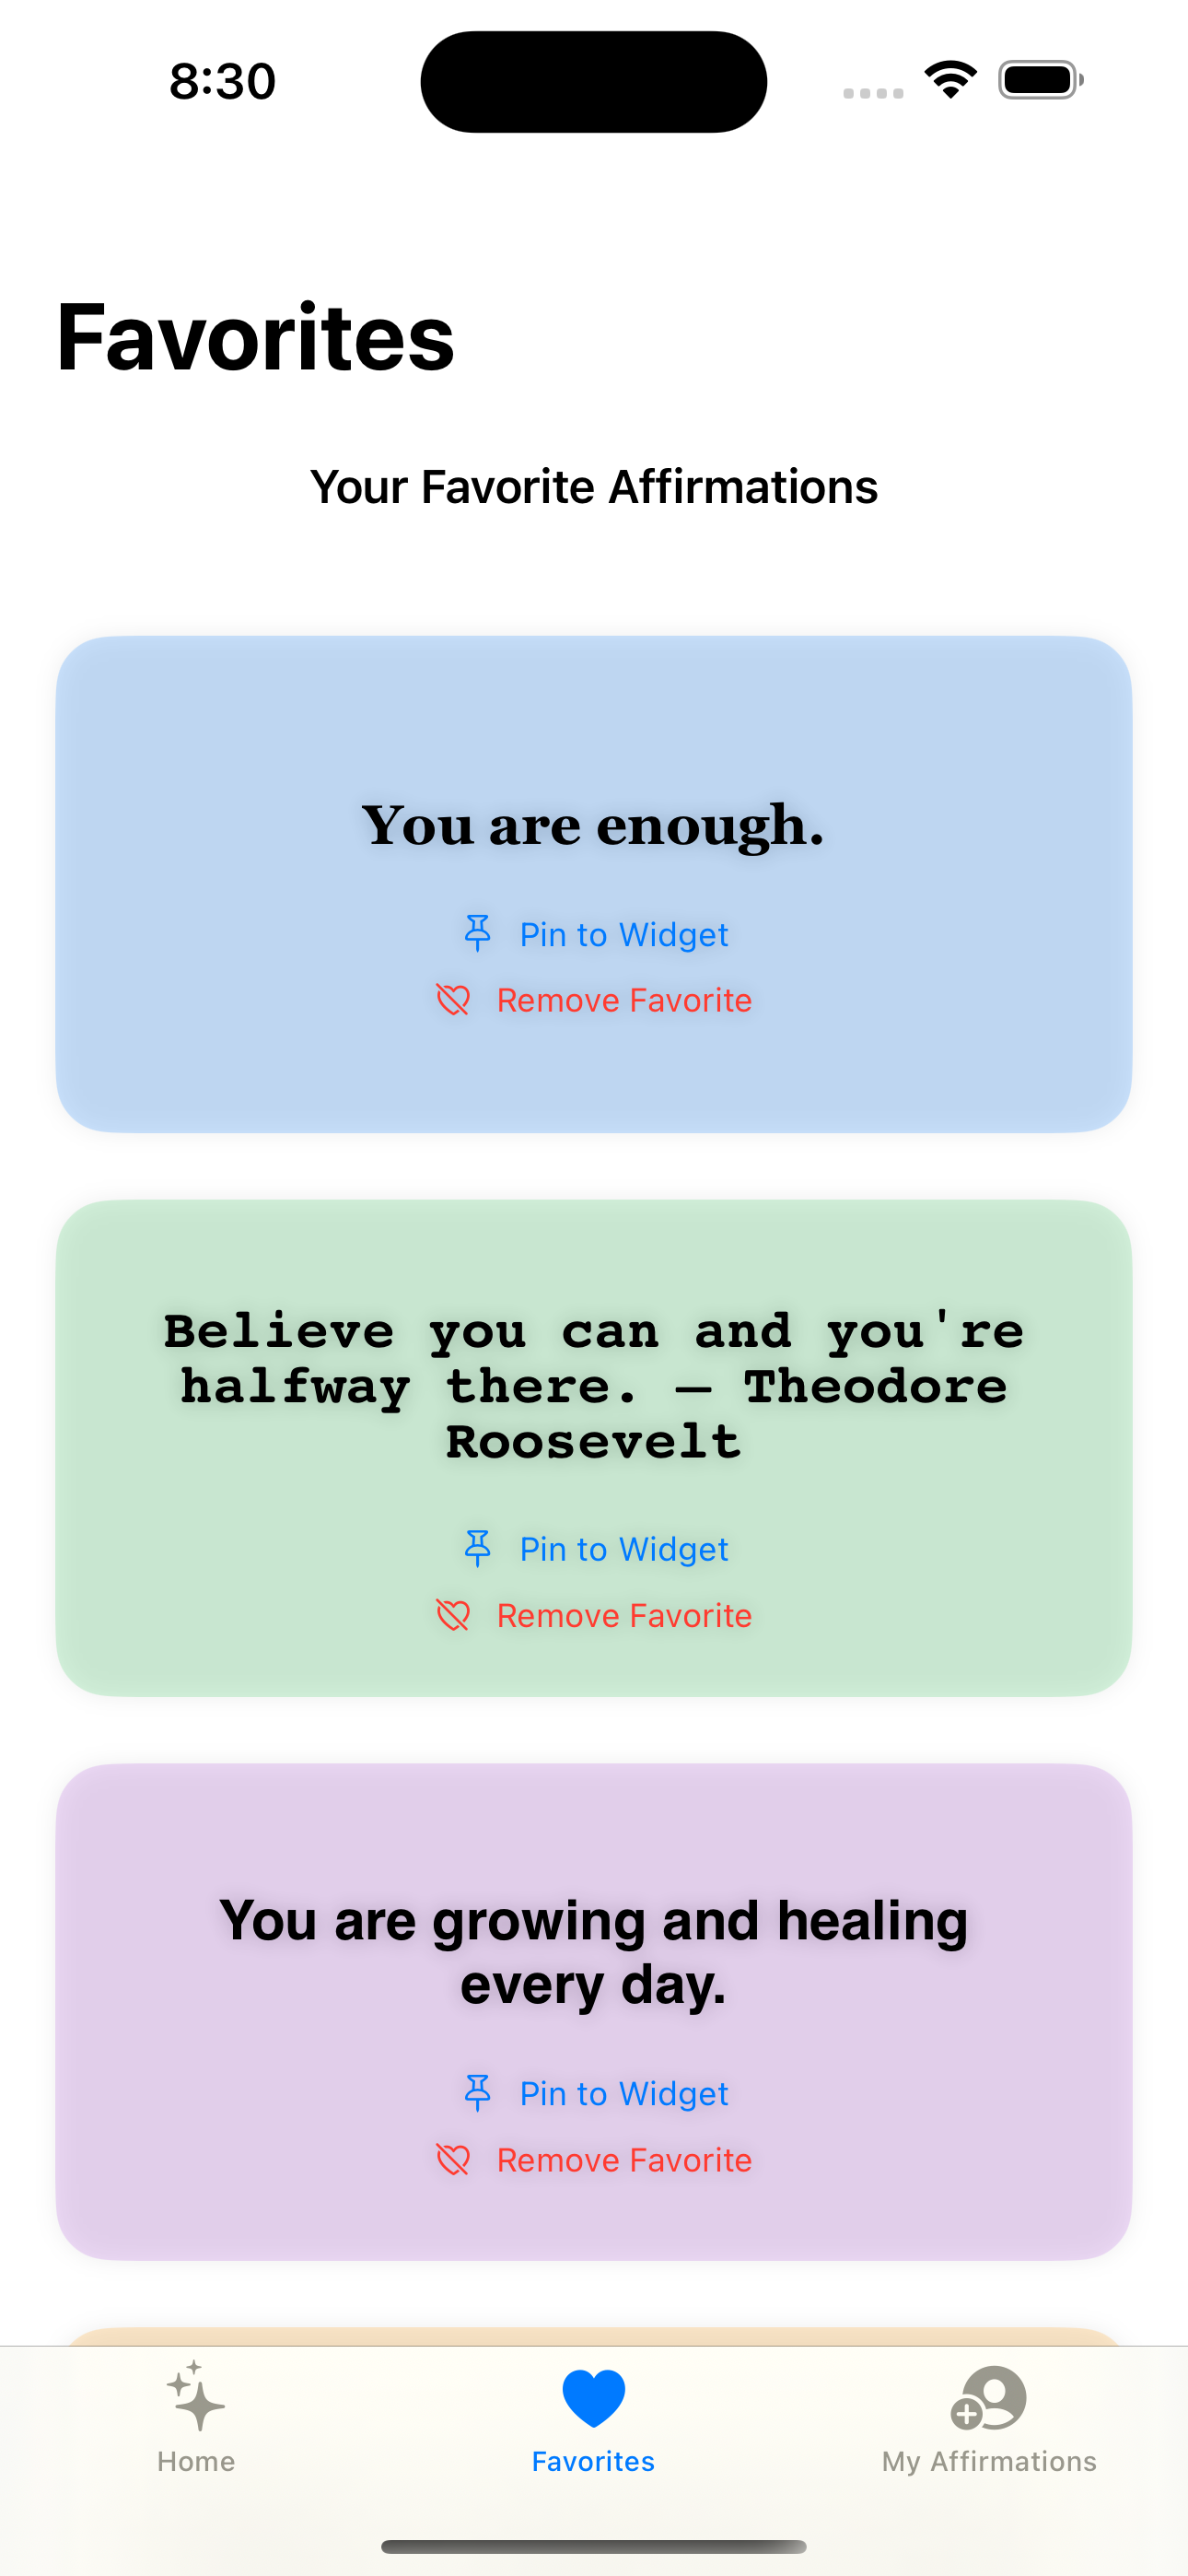 8:30
Favorites
Your Favorite Affirmations
You are enough.
Pin to Widget
Remove Favorite
Believe you can and you're
halfway there. – Theodore
Roosevelt
Pin to Widget
Remove Favorite
You are growing and healing
every day.
Pin to Widget
Remove Favorite
Home
Favorites
My Affirmations